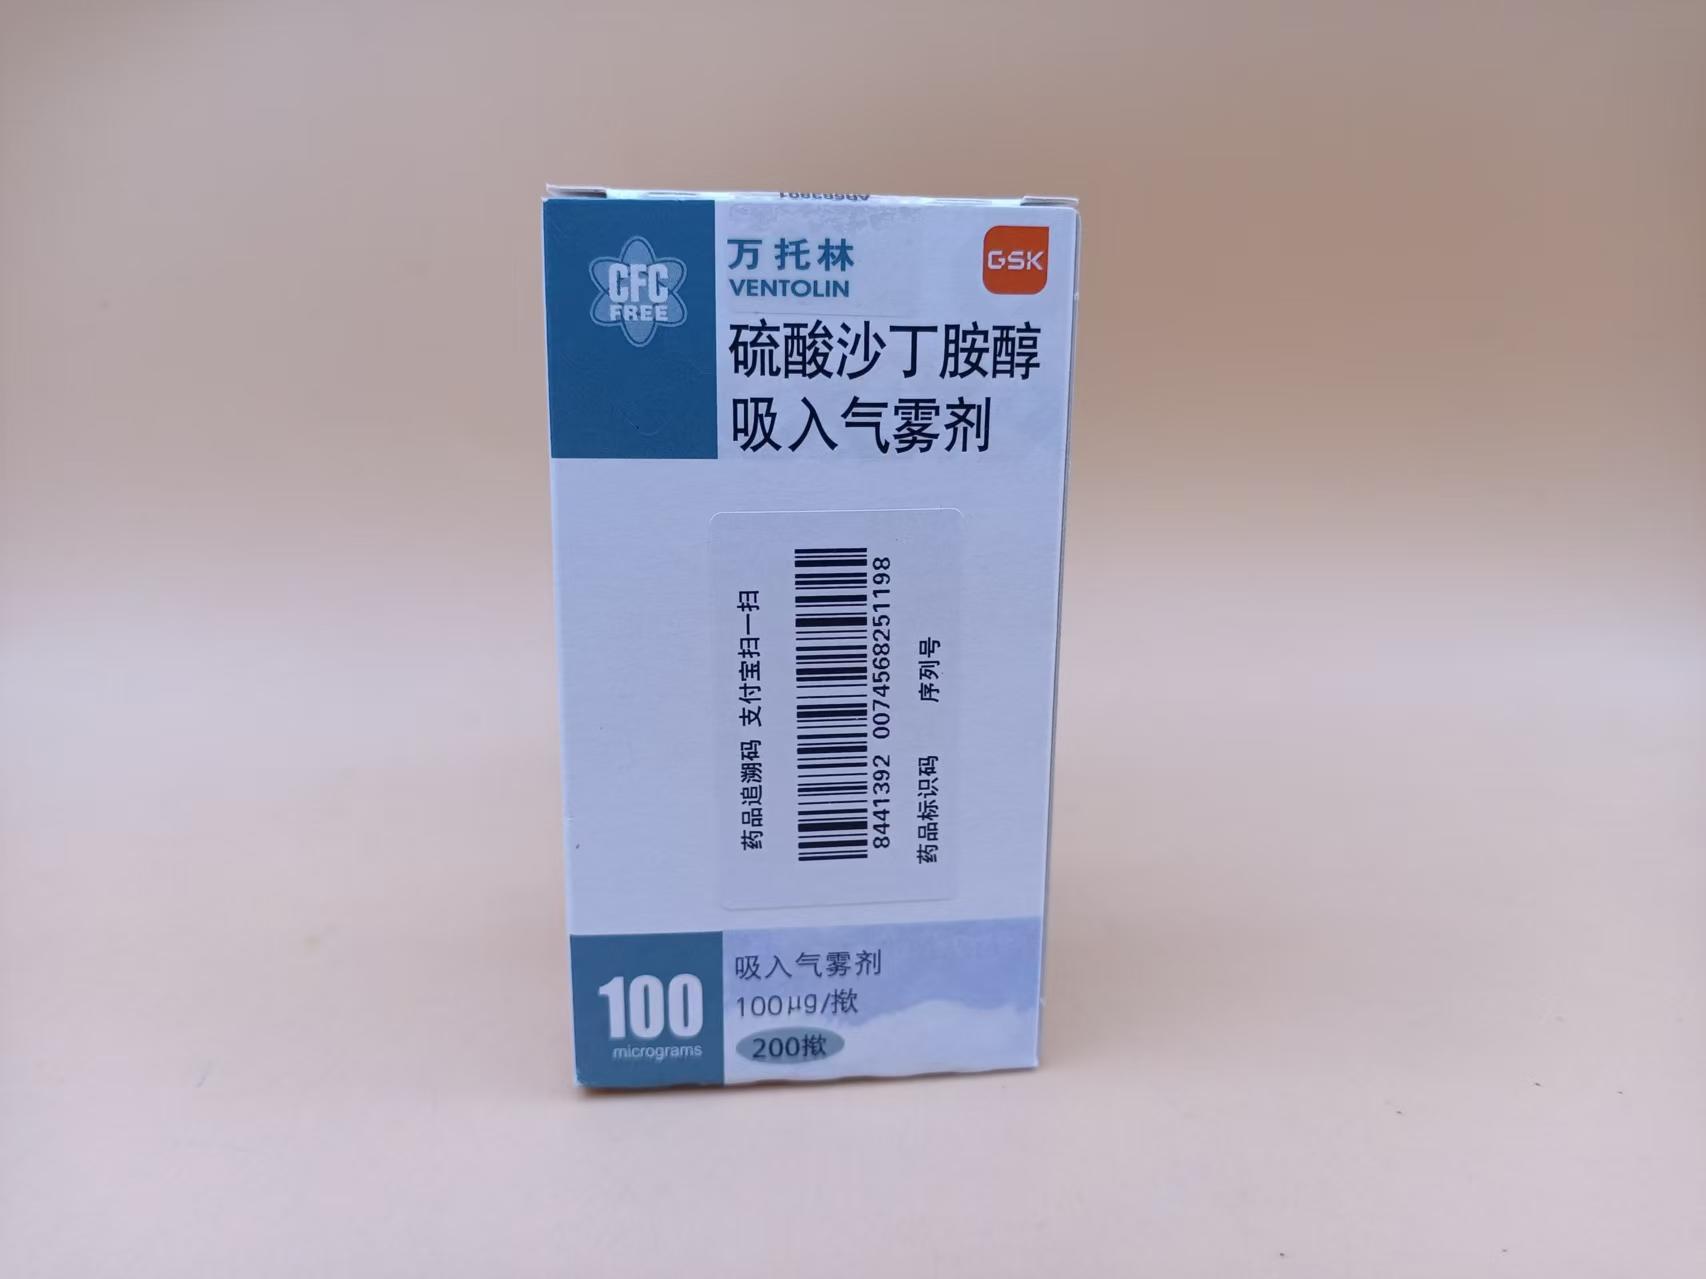 CFC
FREE
万托林
VENTOLIN
GSK
硫酸沙丁胺醇
吸入气雾剂
药品追溯码 支付宝扫一扫
8441392 0074568251198
药品标识码 序列号
100
micrograms
吸入气雾剂
100μg/揿
200揿